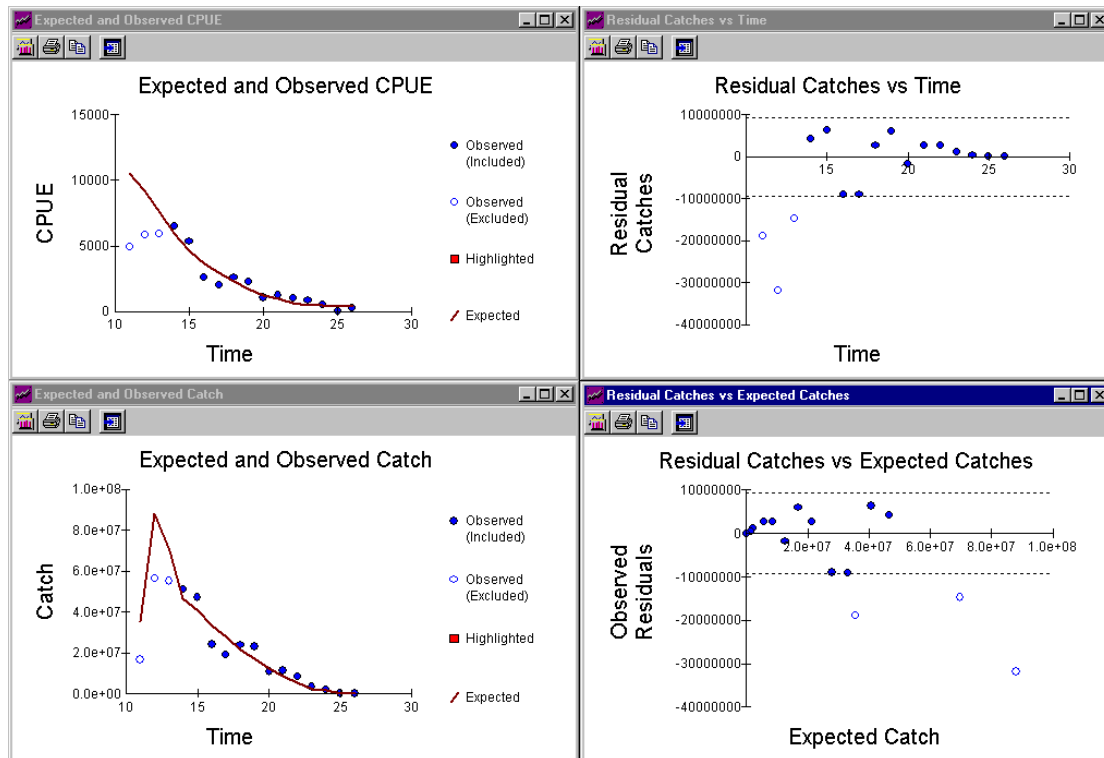 Expected and Observed CPUE
Expected and Observed CPUE
15000
10000
5000
0
10
15
20
25
30
CPUE
Time
Observed
(Included)
Observed
(Excluded)
Highlighted
Expected
Residual Catches vs Time
Residual Catches vs Time
10000000
0
-10000000
-20000000
-30000000
-40000000
15
20
25
30
Residual
Catches
Time
Expected and Observed Catch
Expected and Observed Catch
1.0e+08
8.0e+07
6.0e+07
4.0e+07
2.0e+07
0.0e+00
10
15
20
25
30
Catch
Time
Observed
(Included)
Observed
(Excluded)
Highlighted
Expected
Residual Catches vs Expected Catches
Residual Catches vs Expected Catches
10000000
0
-10000000
-20000000
-30000000
-40000000
2.0e+07
4.0e+07
6.0e+07
8.0e+07
1.0e+08
Observed
Residuals
Expected Catch